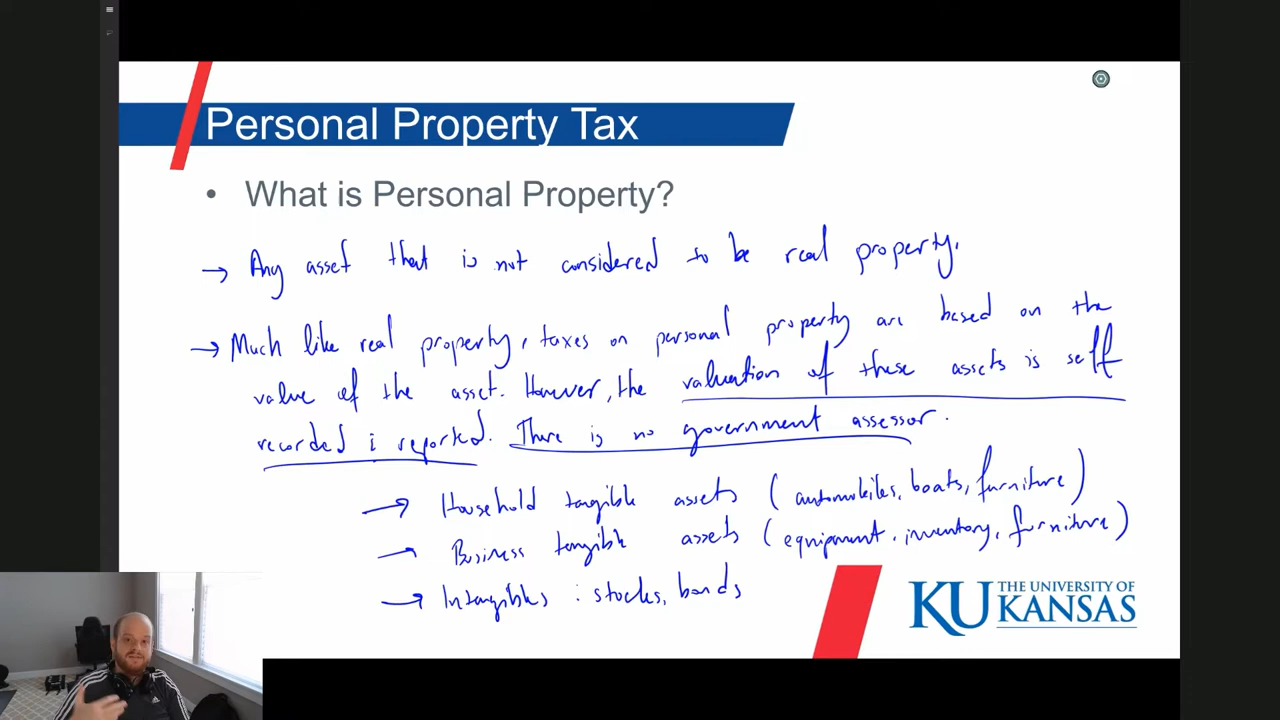 Personal Property Tax
• What is Personal Property?
→ Any asset that is not considered to be real property.
→ Much like real property, taxes on personal property are based on the
value of the asset. However, the valuation of these assets is self
recorded & reported. There is no government assessor.
→ Household tangible assets (automobiles, boats, furniture)
→ Business tangible assets (equipment, inventory, furniture)
→ Intangibles: stocks, bonds
KU THE UNIVERSITY OF
KANSAS